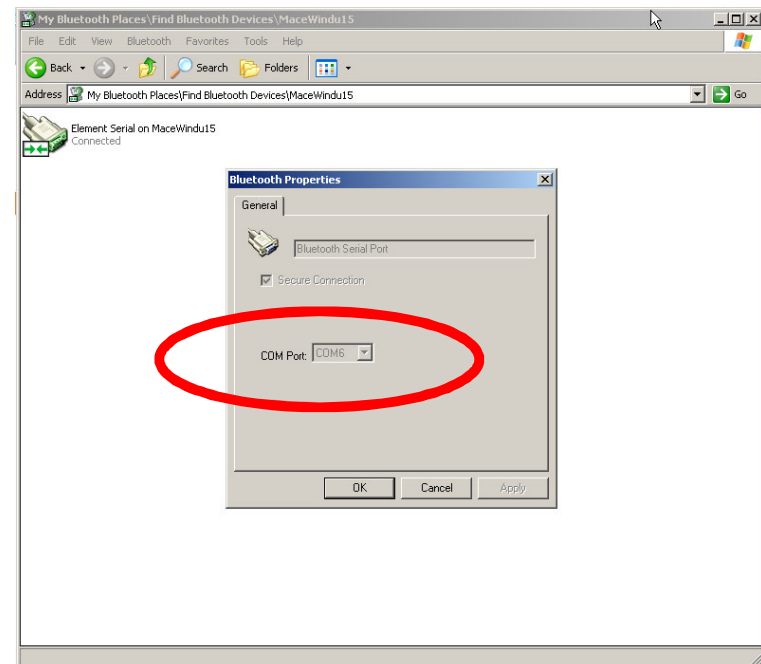 My Bluetooth Places\Find Bluetooth Devices\MaceWindu15
File Edit View Bluetooth Favorites Tools Help
Back Search Folders
Address My Bluetooth Places\Find Bluetooth Devices\MaceWindu15 Go
Element Serial on MaceWindu15
Connected
Bluetooth Properties
General
Bluetooth Serial Port
Secure Connection
COM Port: COM6
OK Cancel Apply